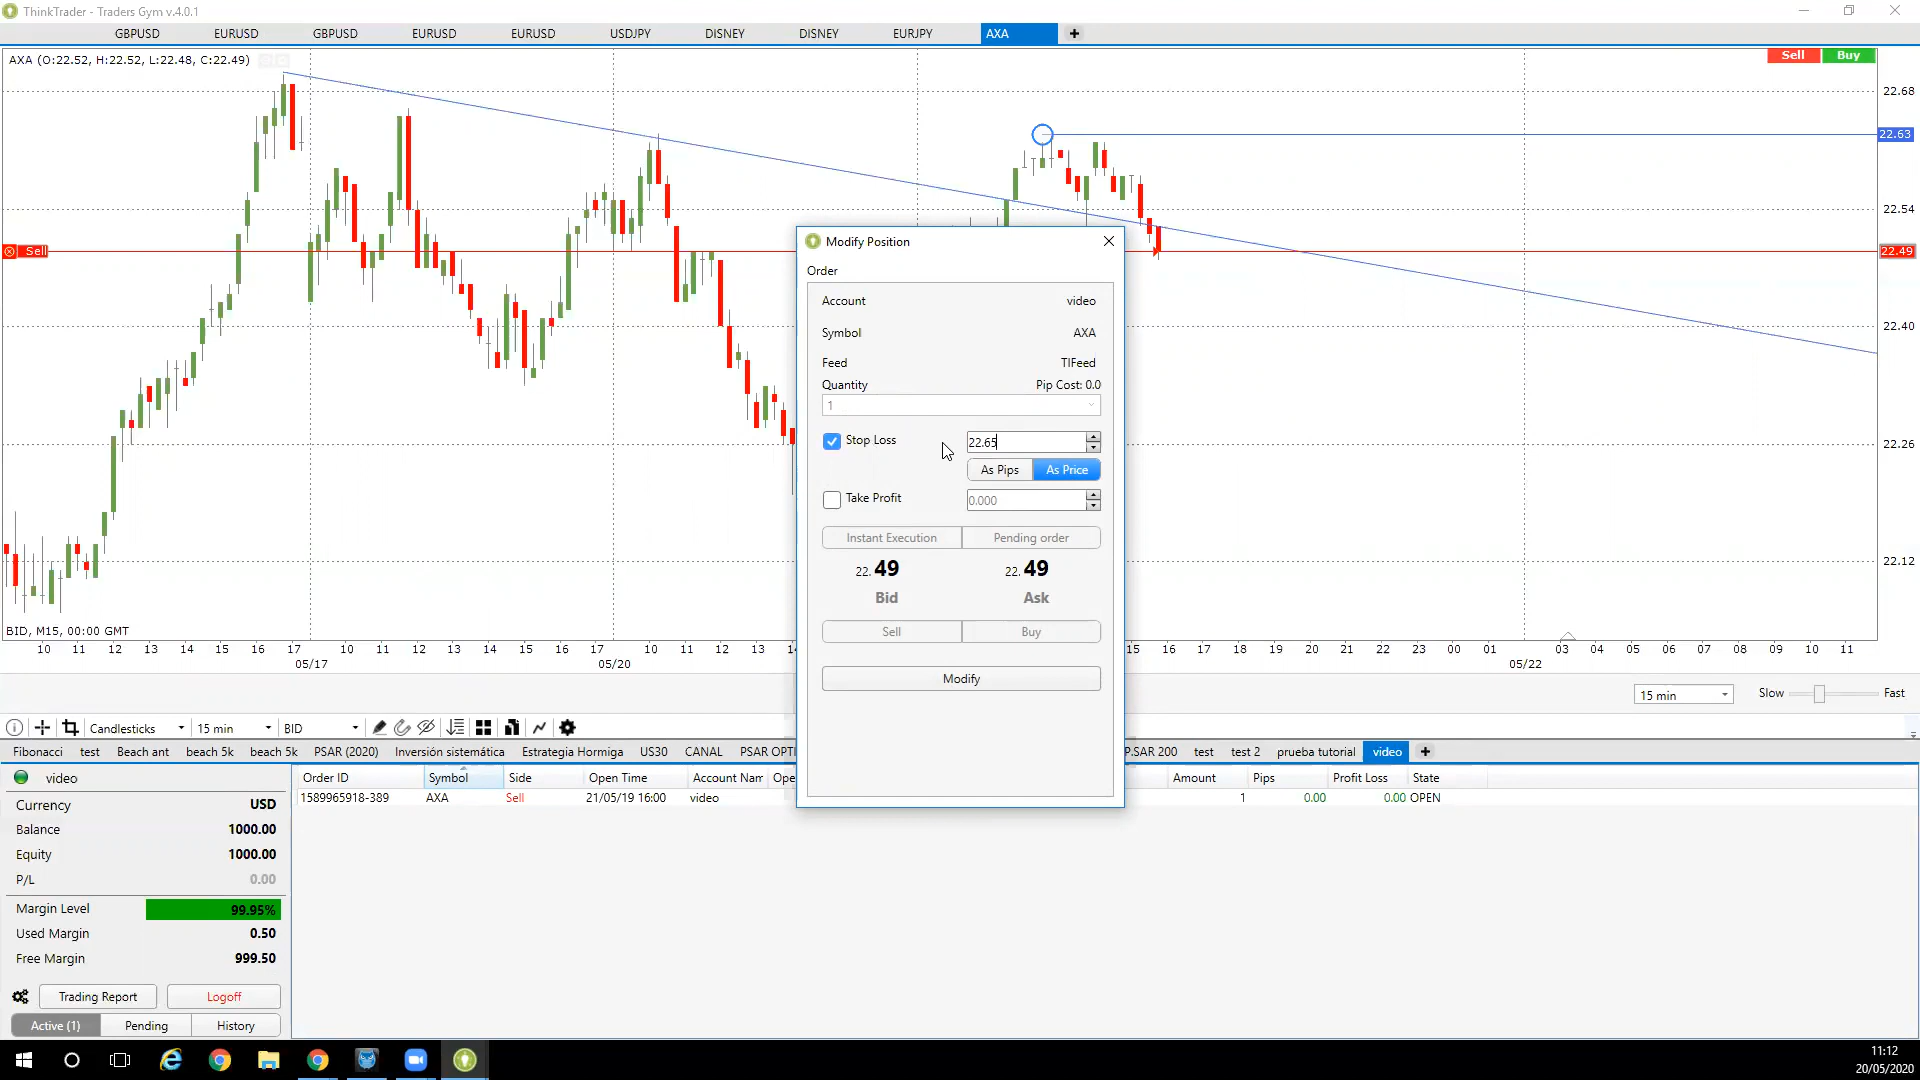 ThinkTrader - Traders Gym v.4.0.1
GBPUSD EURUSD GBPUSD EURUSD EURUSD USDJPY DISNEY DISNEY EURJPY AXA
AXA (O:22.52, H:22.52, L:22.48, C:22.49)
Sell Buy
22.68
22.63
22.54
Sell
22.49
22.40
22.26
22.12
Modify Position
Order
Account video
Symbol AXA
Feed TIFeed
Quantity Pip Cost: 0.0
1
Stop Loss 22.65
As Pips As Price
Take Profit 0.000
Instant Execution Pending order
22.49 22.49
Bid Ask
Sell Buy
Modify
BID, M15, 00:00 GMT
10 11 12 13 14 15 16 17 10 11 12 13 14 15 16 17 10 11 12 13 15 16 17 18 19 20 21 22 23 00 01 03 04 05 06 07 08 09 10 11
05/17 05/20 05/22
15 min Slow Fast
Candlesticks 15 min BID
Fibonacci test Beach ant beach 5k beach 5k PSAR (2020) Inversión sistemática Estrategia Hormiga US30 CANAL PSAR OPTI P.SAR 200 test test 2 prueba tutorial video
video
Order ID Symbol Side Open Time Account Nam Ope Amount Pips Profit Loss State
1589965918-389 AXA Sell 21/05/19 16:00 video 1 0.00 0.00 OPEN
Currency USD
Balance 1000.00
Equity 1000.00
P/L 0.00
Margin Level 99.95%
Used Margin 0.50
Free Margin 999.50
Trading Report Logoff
Active (1) Pending History
11:12
20/05/2020